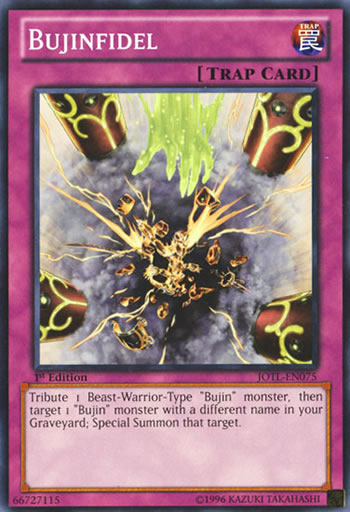 BUJINFIDEL
TRAP
罠
[TRAP CARD]
1st Edition
JOTL-EN075
Tribute 1 Beast-Warrior-Type "Bujin" monster, then
target 1 "Bujin" monster with a different name in your
Graveyard; Special Summon that target.
66727115
©1996 KAZUKI TAKAHASHI